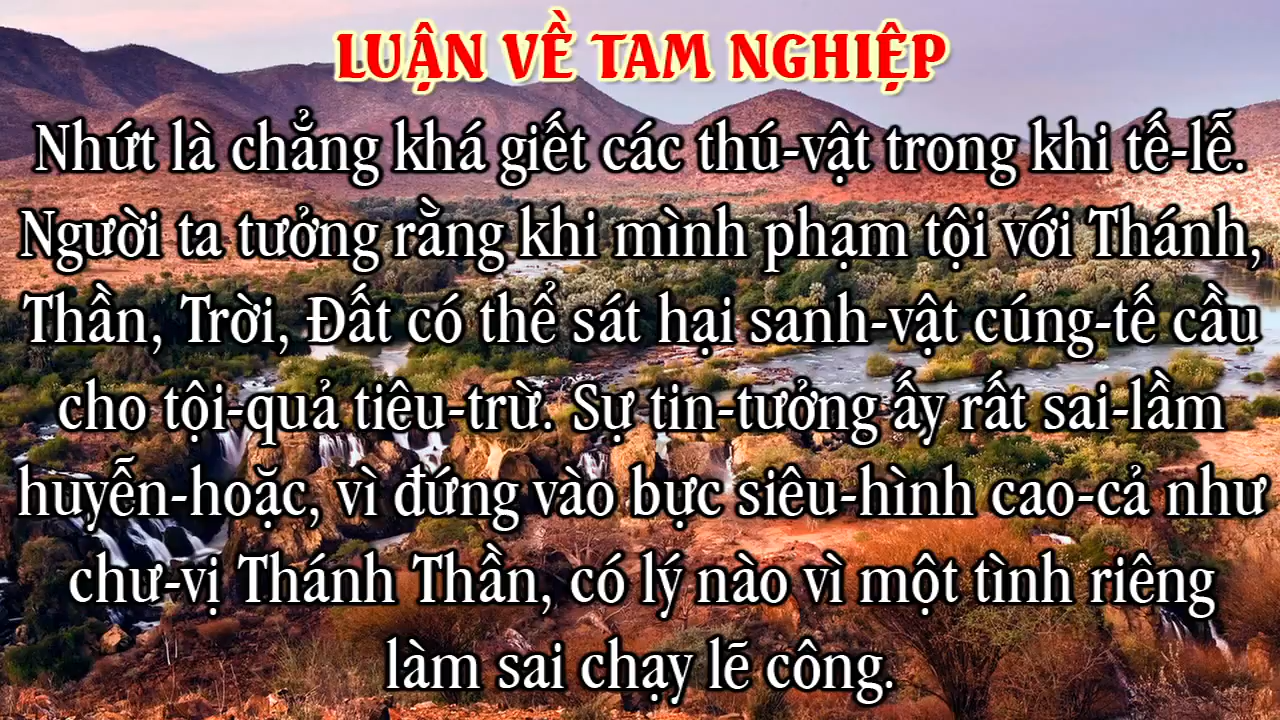 LUẬN VỀ TAM NGHIỆP
Nhứt là chẳng khá giết các thú-vật trong khi tế-lễ.
Người ta tưởng rằng khi mình phạm tội với Thánh,
Thần, Trời, Đất có thể sát hại sanh-vật cúng-tế cầu
cho tội-quả tiêu-trừ. Sự tin-tưởng ấy rất sai-lầm
huyễn-hoặc, vì đứng vào bực siêu-hình cao-cả như
chư-vị Thánh Thần, có lý nào vì một tình riêng
làm sai chạy lẽ công.